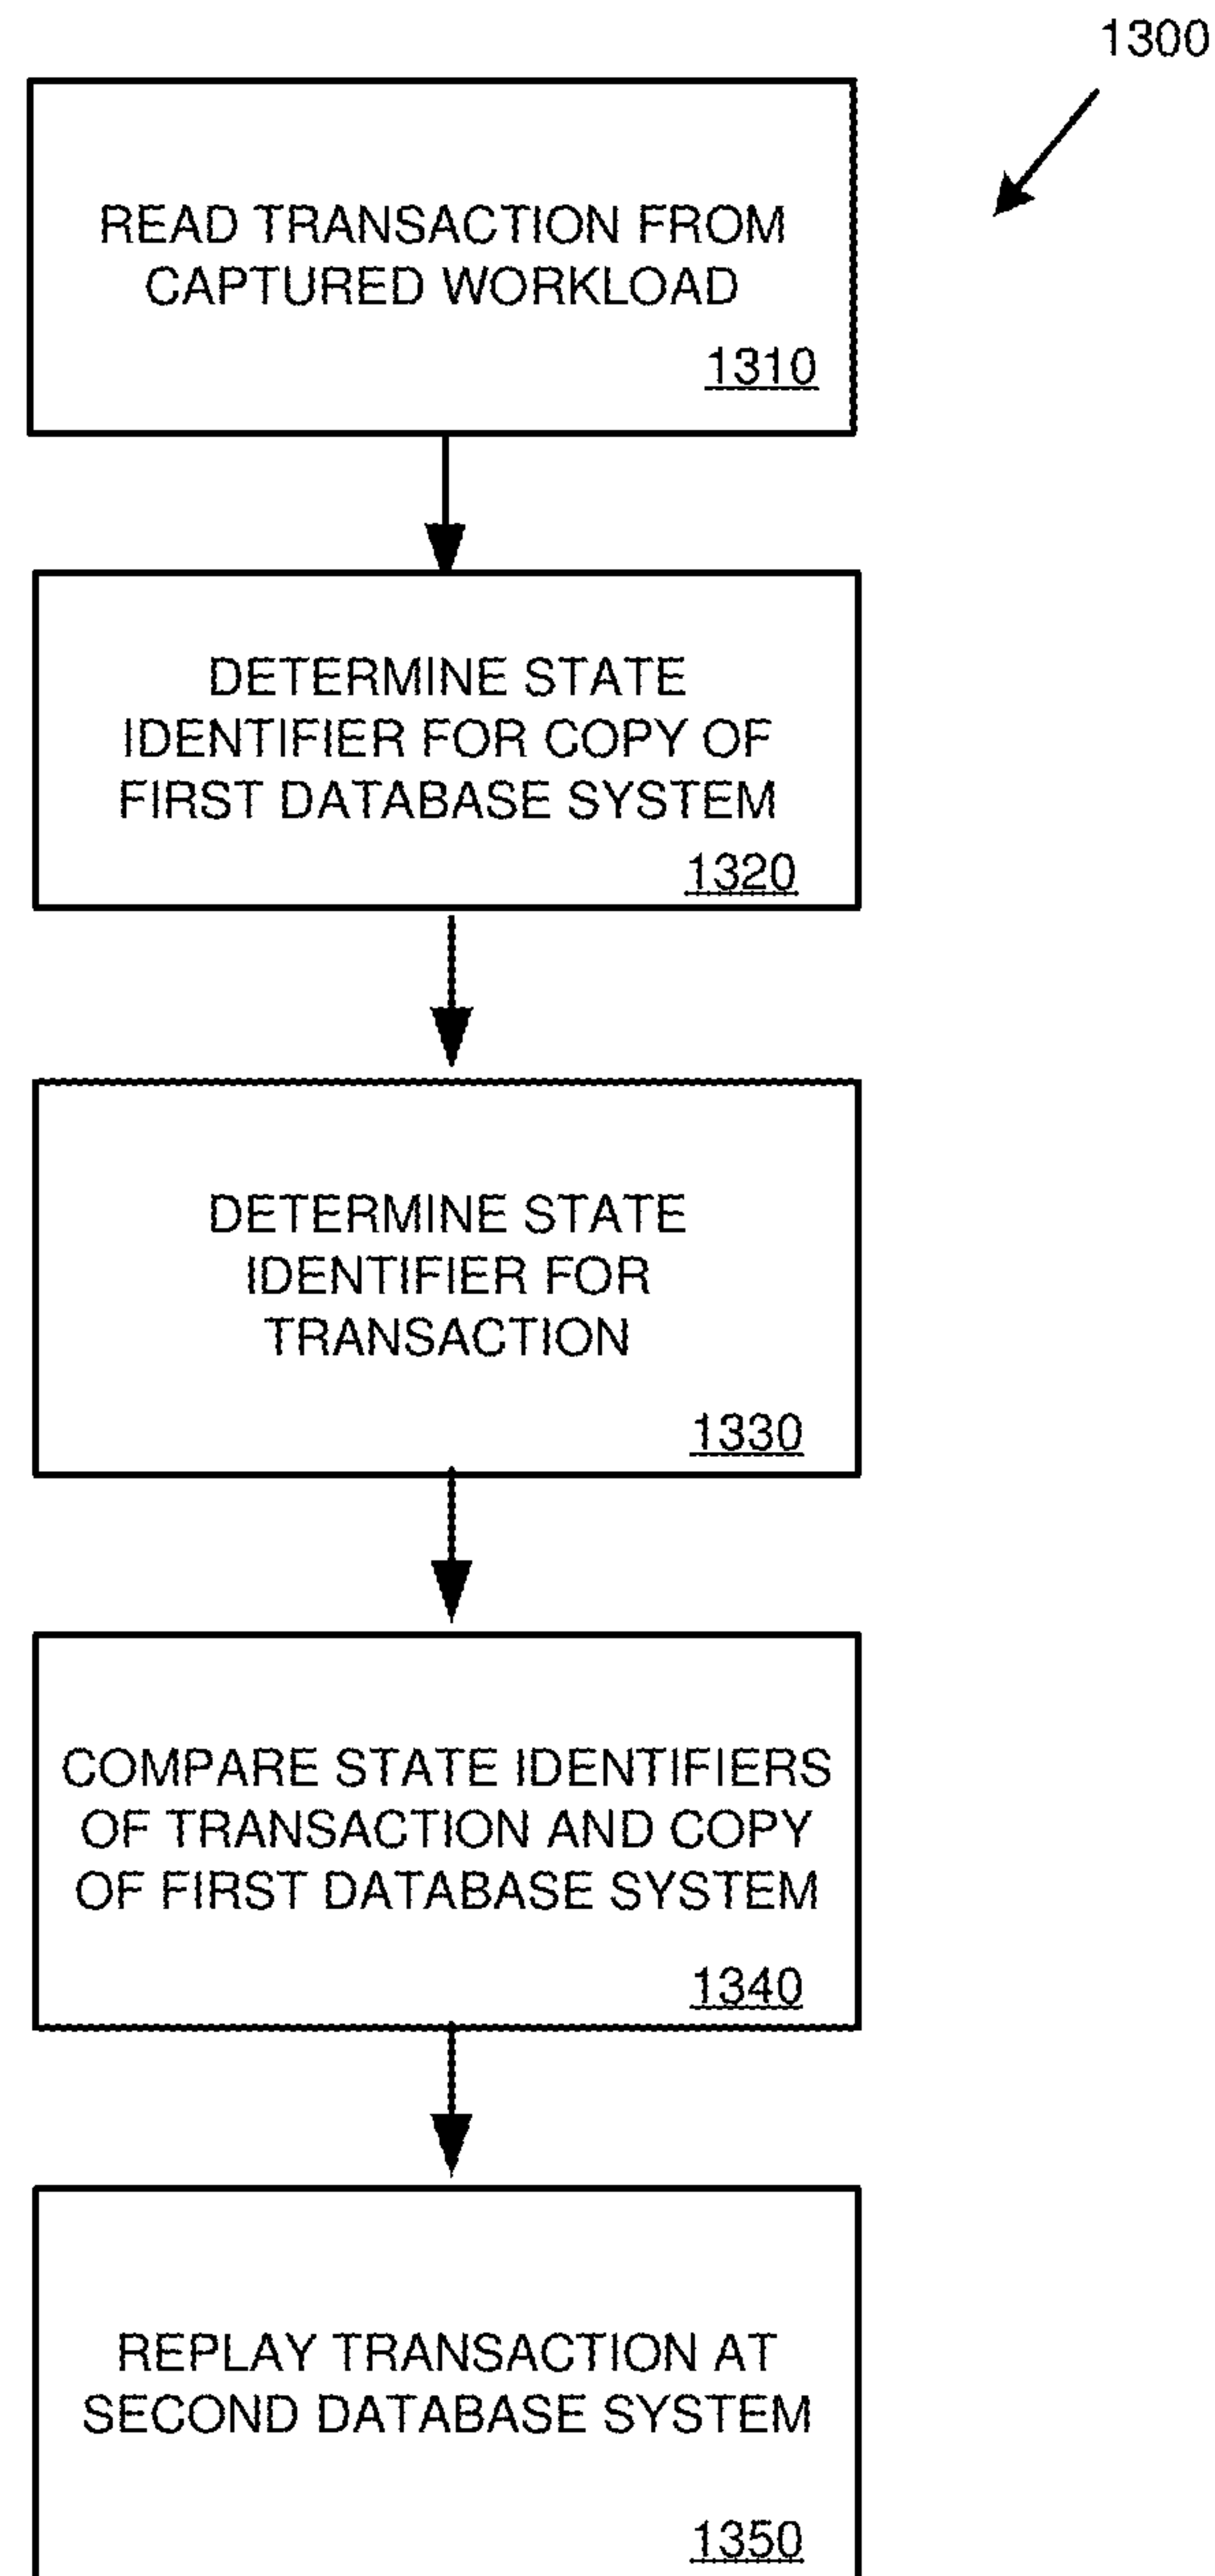 1300
READ TRANSACTION FROM
CAPTURED WORKLOAD
1310
DETERMINE STATE
IDENTIFIER FOR COPY OF
FIRST DATABASE SYSTEM
1320
DETERMINE STATE
IDENTIFIER FOR
TRANSACTION
1330
COMPARE STATE IDENTIFIERS
OF TRANSACTION AND COPY
OF FIRST DATABASE SYSTEM
1340
REPLAY TRANSACTION AT
SECOND DATABASE SYSTEM
1350